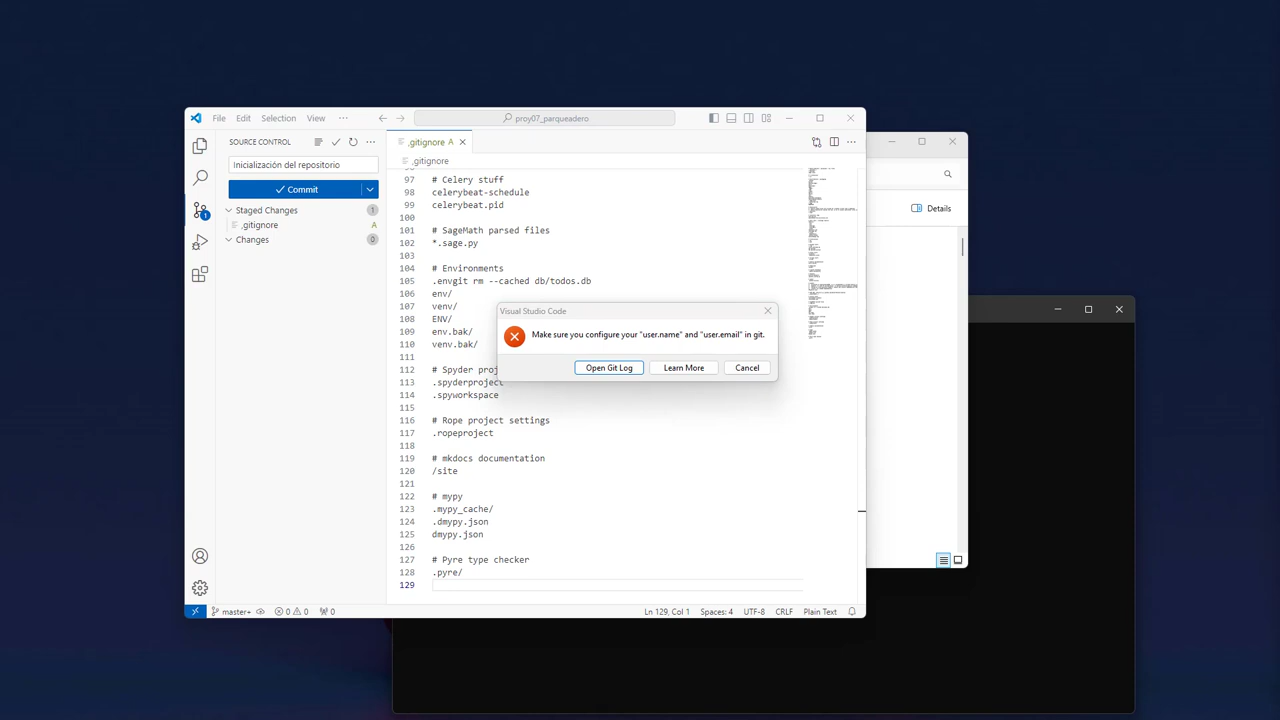 File Edit Selection View ··· proy07_parqueadero
SOURCE CONTROL
.gitignore A
.gitignore
Inicialización del repositorio
Commit
Staged Changes 1
.gitignore A
Changes 0
97 # Celery stuff
98 celerybeat-schedule
99 celerybeat.pid
100
101 # SageMath parsed files
102 *.sage.py
103
104 # Environments
105 .envgit rm --cached db/todos.db
106 env/
107 venv/
108 ENV/
109 env.bak/
110 venv.bak/
111
112 # Spyder proj
113 .spyderproject
114 .spyworkspace
115
116 # Rope project settings
117 .ropeproject
118
119 # mkdocs documentation
120 /site
121
122 # mypy
123 .mypy_cache/
124 .dmypy.json
125 dmypy.json
126
127 # Pyre type checker
128 .pyre/
129
Visual Studio Code
Make sure you configure your "user.name" and "user.email" in git.
Open Git Log Learn More Cancel
Details
1
master+ 0 0 0 Ln 129, Col 1 Spaces: 4 UTF-8 CRLF Plain Text